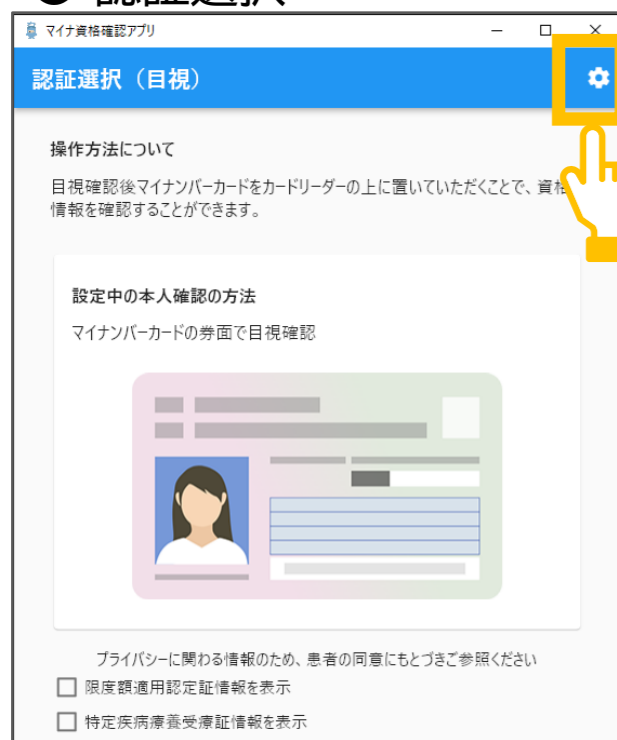 認証選択
マイナ資格確認アプリ
認証選択（目視）
操作方法について
目視確認後マイナンバーカードをカードリーダーの上に置いていただくことで、資格
情報を確認することができます。
設定中の本人確認の方法
マイナンバーカードの券面で目視確認
プライバシーに関わる情報のため、患者の同意にもとづきご参照ください
限度額適用認定証情報を表示
特定疾病療養受療証情報を表示